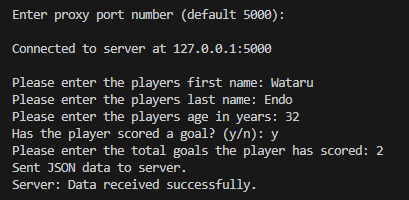 Enter proxy port number (default 5000):
Connected to server at 127.0.0.1:5000
Please enter the players first name: Wataru
Please enter the players last name: Endo
Please enter the players age in years: 32
Has the player scored a goal? (y/n): y
Please enter the total goals the player has scored: 2
Sent JSON data to server.
Server: Data received successfully.